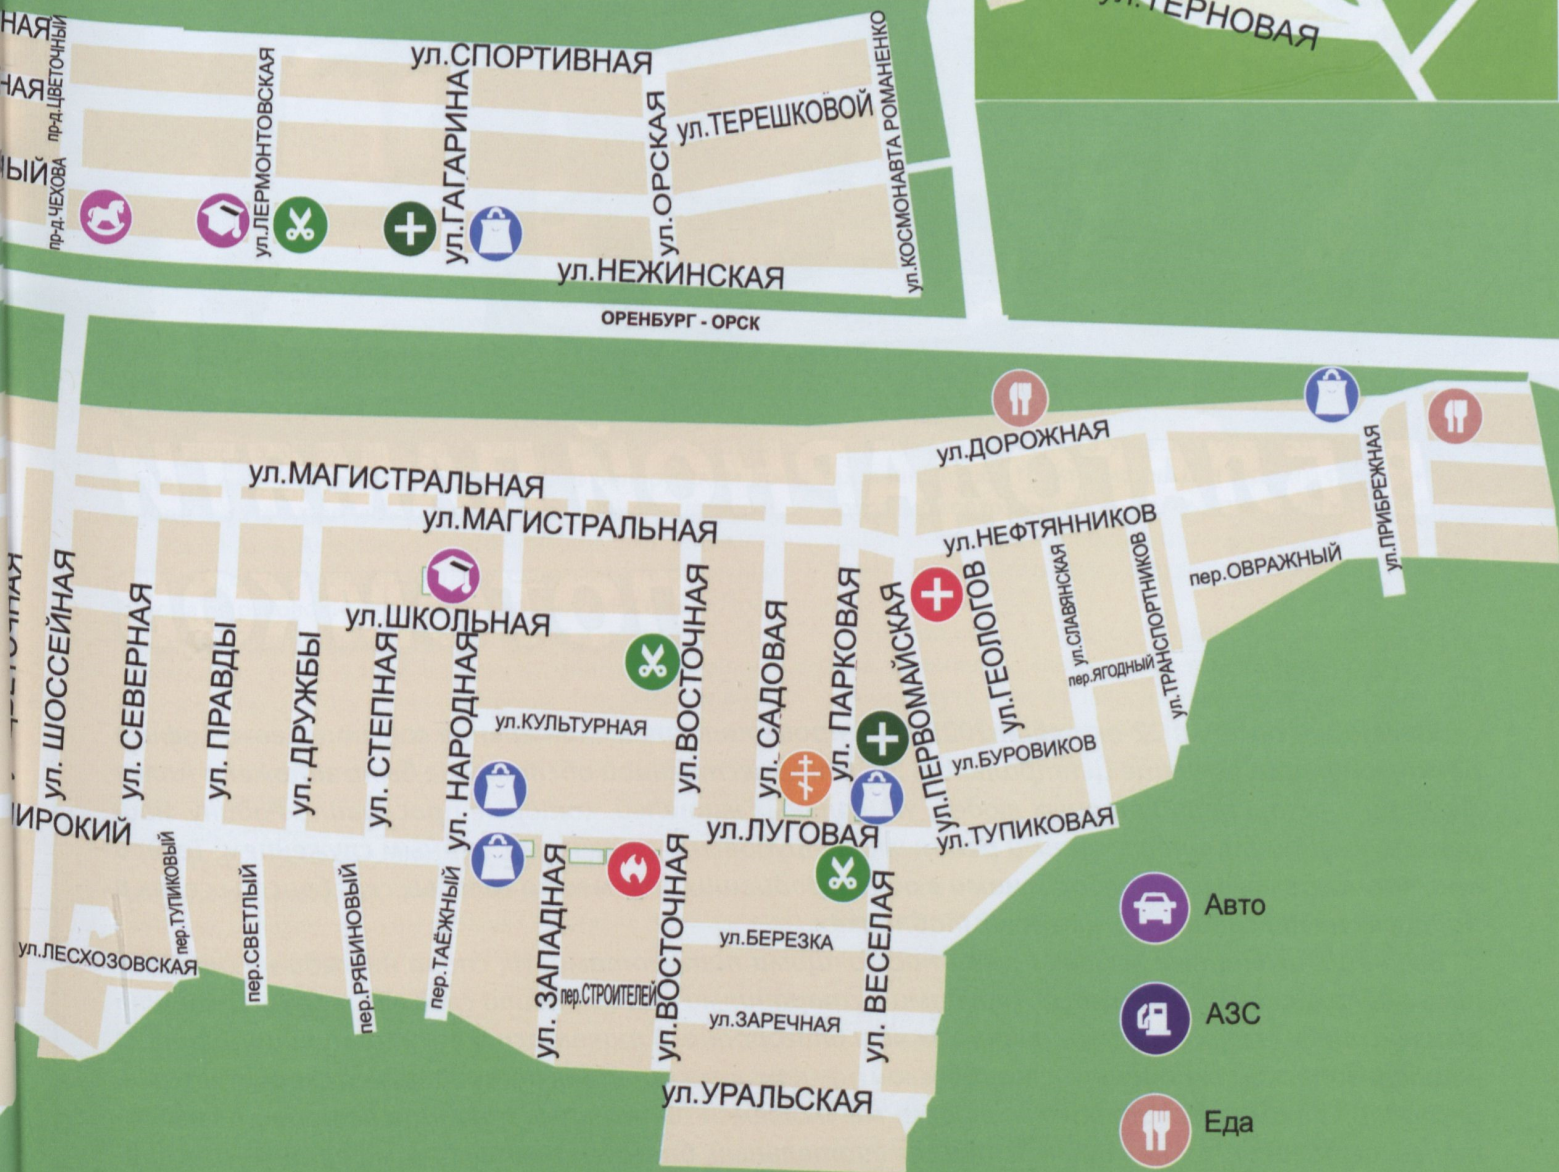 ул.ТЕРНОВАЯ
НАЯ
пр-д.ЦВЕТОЧНЫЙ
НАЯ
ЫЙ
пр-д.ЧЕХОВА
ул.ЛЕРМОНТОВСКАЯ
ул.СПОРТИВНАЯ
ул.ГАГАРИНА
ул.ОРСКАЯ
ул.ТЕРЕШКОВОЙ
ул.КОСМОНАВТА РОМАНЕНКО
ул.НЕЖИНСКАЯ
ОРЕНБУРГ - ОРСК
ул.ДОРОЖНАЯ
ул.МАГИСТРАЛЬНАЯ
ул.МАГИСТРАЛЬНАЯ
ул.НЕФТЯННИКОВ
ул.ПРИБРЕЖНАЯ
пер.ОВРАЖНЫЙ
ул. ШОССЕЙНАЯ
ул. СЕВЕРНАЯ
ул. ПРАВДЫ
ул. ДРУЖБЫ
ул. СТЕПНАЯ
ул. НАРОДНАЯ
ул.ШКОЛЬНАЯ
ул.КУЛЬТУРНАЯ
ул.ВОСТОЧНАЯ
ул. САДОВАЯ
ул. ПАРКОВАЯ
ул.ПЕРВОМАЙСКАЯ
ул.ГЕОЛОГОВ
ул.СЛАВЯНСКАЯ
ул.ТРАНСПОРТНИКОВ
пер.ЯГОДНЫЙ
ул.БУРОВИКОВ
ул.ТУПИКОВАЯ
ул.ЛУГОВАЯ
ИРОКИЙ
пер.ТУПИКОВЫЙ
пер.СВЕТЛЫЙ
пер.РЯБИНОВЫЙ
пер.ТАЁЖНЫЙ
ул. ЗАПАДНАЯ
ул.ВОСТОЧНАЯ
ул. ВЕСЕЛАЯ
ул.ЛЕСХОЗОВСКАЯ
ул.БЕРЕЗКА
пер.СТРОИТЕЛЕЙ
ул.ЗАРЕЧНАЯ
ул.УРАЛЬСКАЯ
Авто
АЗС
Еда